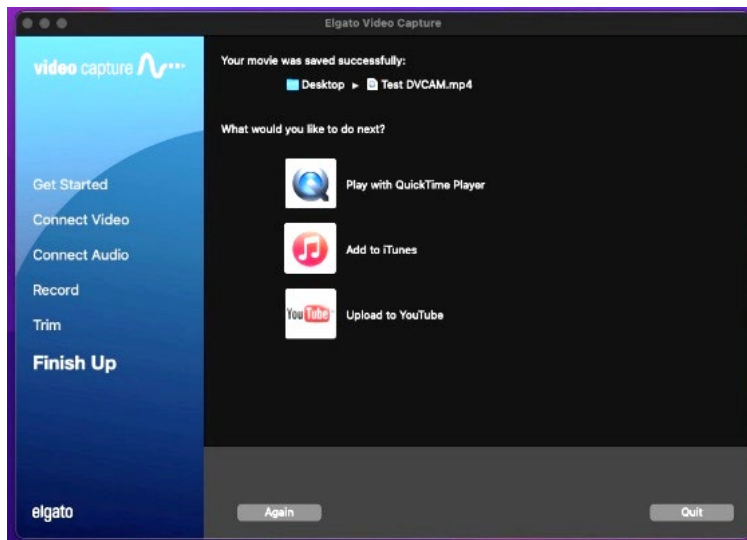 Elgato Video Capture
video capture
Get Started
Connect Video
Connect Audio
Record
Trim
Finish Up
elgato
Your movie was saved successfully:
Desktop ▸ Test DVCAM.mp4
What would you like to do next?
Play with QuickTime Player
Add to iTunes
YouTube
Upload to YouTube
Again
Quit